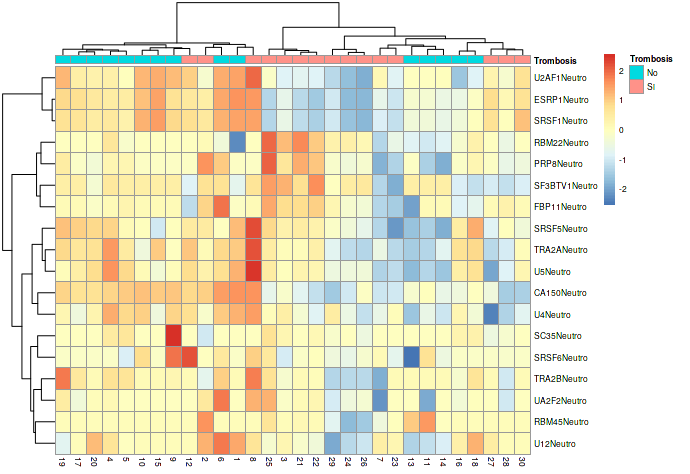 Trombosis
Trombosis
No
SI
2
1
0
-1
-2
U2AF1Neutro
ESRP1Neutro
SRSF1Neutro
RBM22Neutro
PRP8Neutro
SF3BTV1Neutro
FBP11Neutro
SRSF5Neutro
TRA2ANeutro
U5Neutro
CA150Neutro
U4Neutro
SC35Neutro
SRSF6Neutro
TRA2BNeutro
UA2F2Neutro
RBM45Neutro
U12Neutro
19 17 20 4 5 10 15 9 12 2 6 1 8 25 3 21 22 29 24 26 7 23 13 11 14 16 18 27 28 30